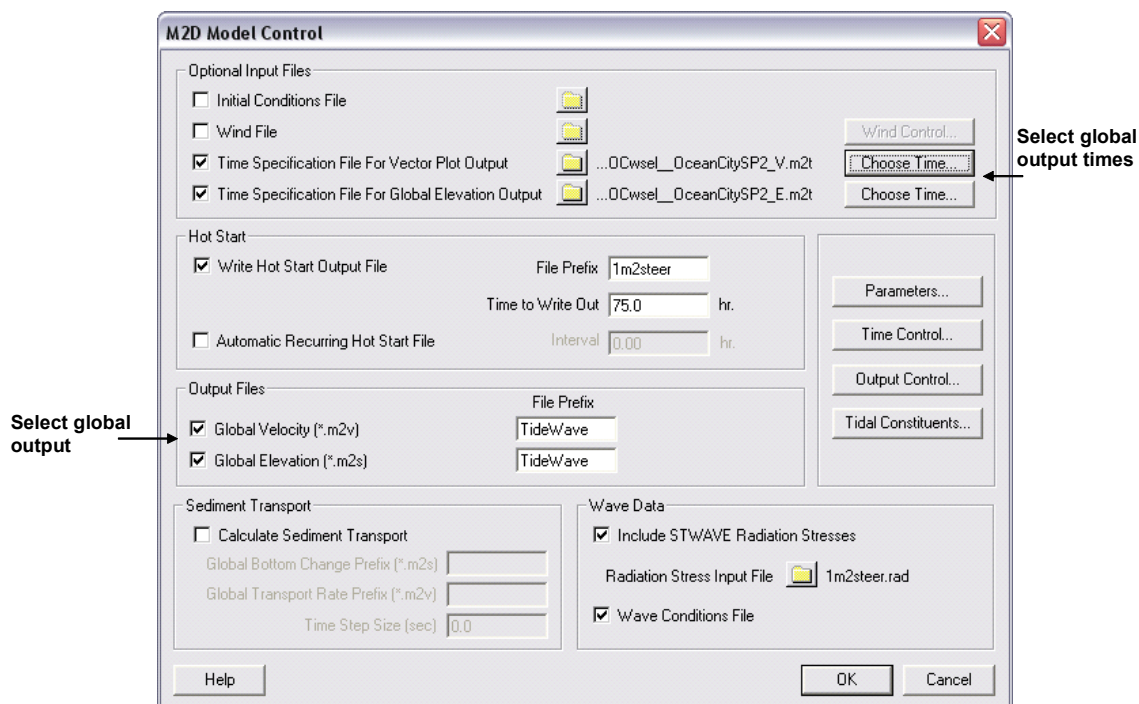 M2D Model Control
Optional Input Files
Initial Conditions File
Wind File
Wind Control...
Time Specification File For Vector Plot Output
...OCwsel__OceanCitySP2_V.m2t
Choose Time...
Time Specification File For Global Elevation Output
...OCwsel__OceanCitySP2_E.m2t
Choose Time...
Select global
output times
Hot Start
Write Hot Start Output File
File Prefix 1m2steer
Time to Write Out 75.0 hr.
Automatic Recurring Hot Start File
Interval 0.00 hr.
Parameters...
Time Control...
Output Control...
Tidal Constituents...
Select global
output
Output Files
File Prefix
Global Velocity (*.m2v) TideWave
Global Elevation (*.m2s) TideWave
Sediment Transport
Calculate Sediment Transport
Global Bottom Change Prefix (*.m2s)
Global Transport Rate Prefix (*.m2v)
Time Step Size (sec) 0.0
Wave Data
Include STWAVE Radiation Stresses
Radiation Stress Input File 1m2steer.rad
Wave Conditions File
Help
OK
Cancel